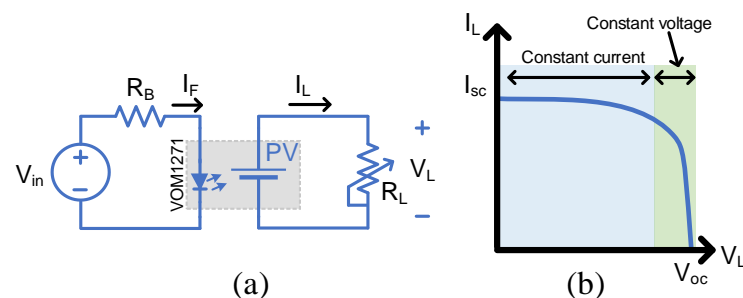 R_B
I_F
I_L
V_in
+
−
VOM1271
PV
R_L
+
V_L
−
(a)
I_L
Constant voltage
Constant current
I_sc
V_oc
V_L
(b)